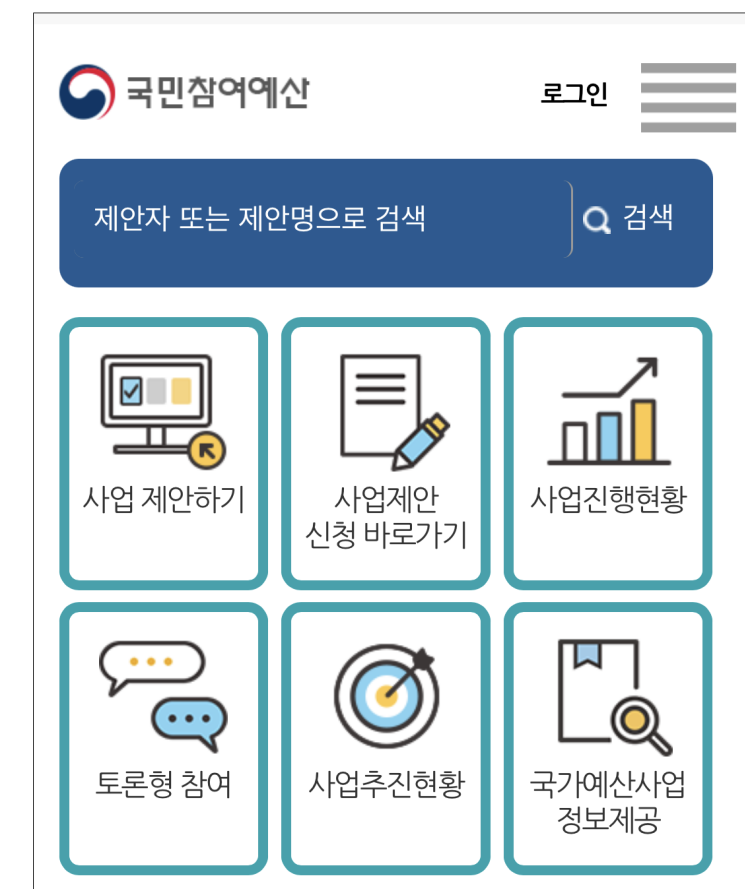 국민참여예산
로그인
제안자 또는 제안명으로 검색
검색
사업 제안하기
사업제안
신청 바로가기
사업진행현황
토론형 참여
사업추진현황
국가예산사업
정보제공